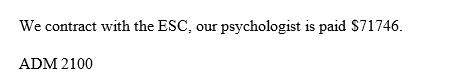 We contract with the ESC, our psychologist is paid $71746.
ADM 2100